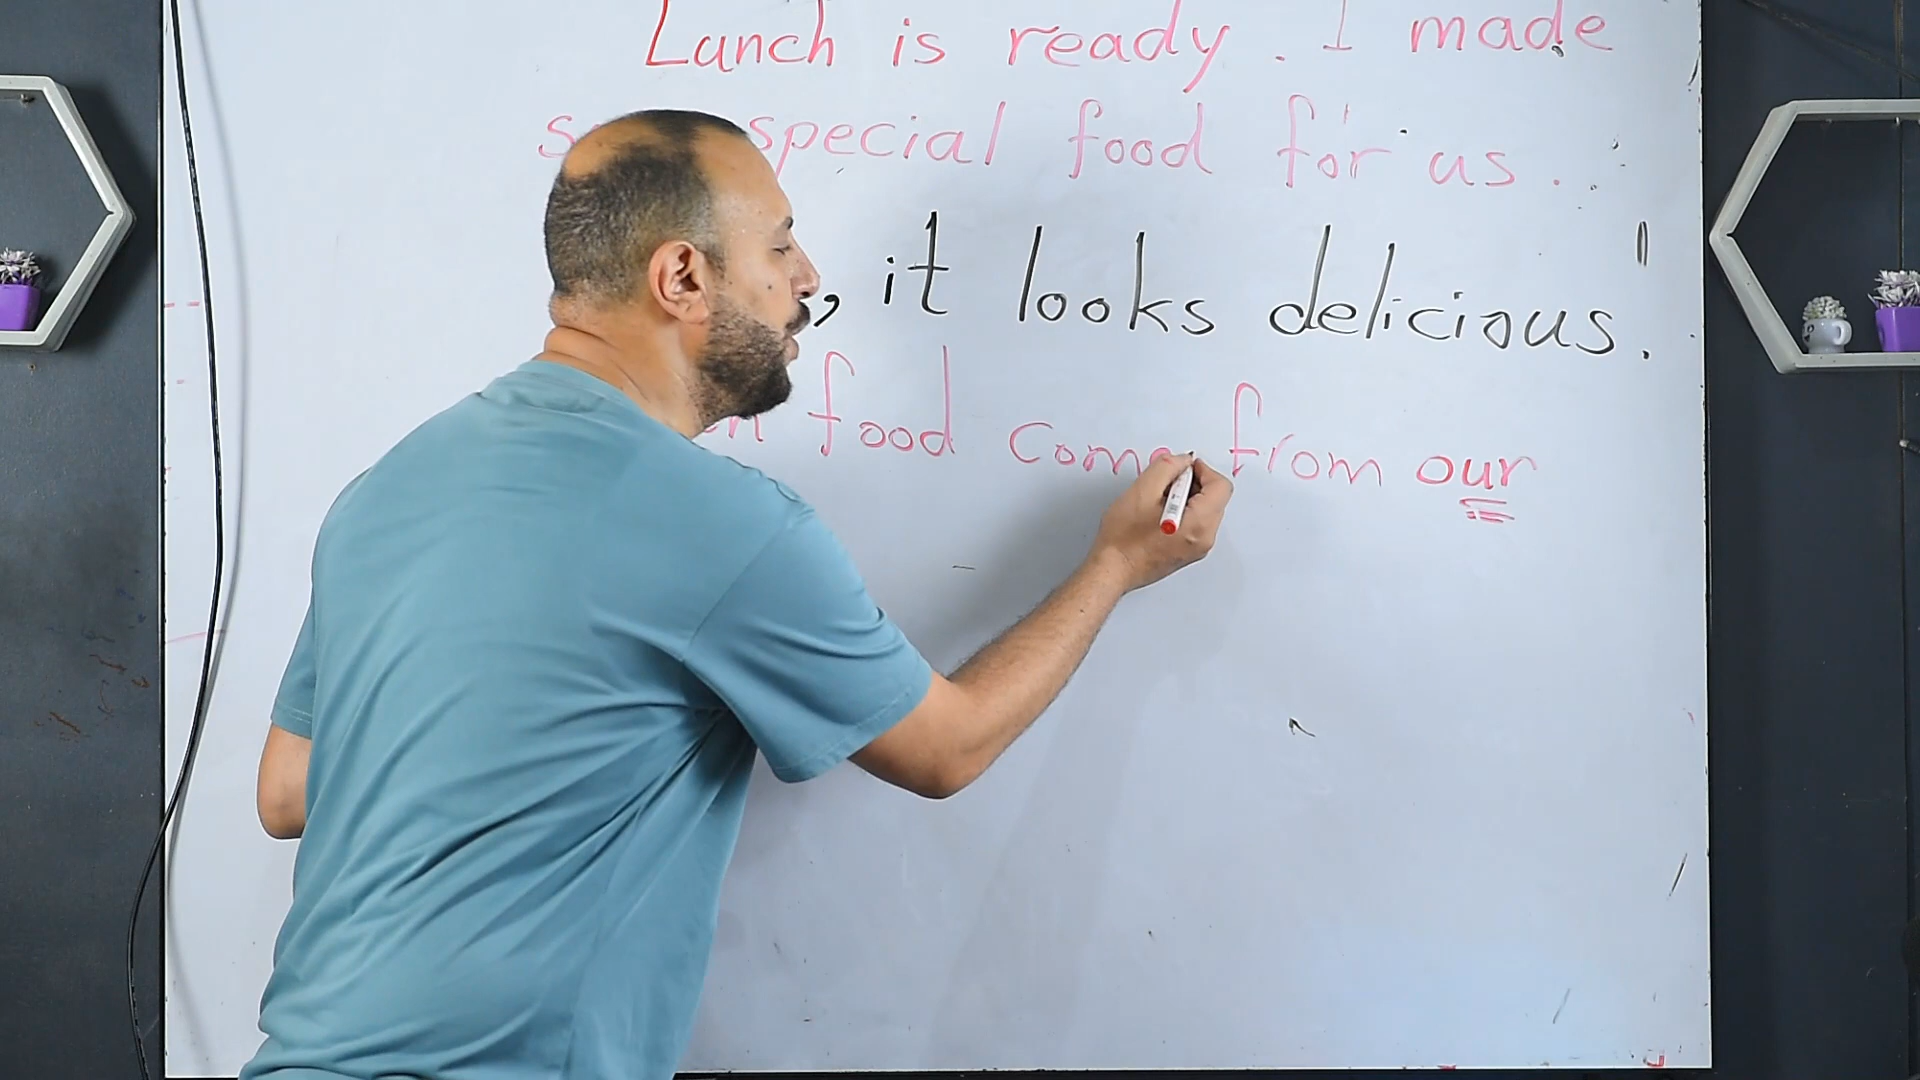 Lunch is ready. I made
special food for us.
, it looks delicious.
food come from our